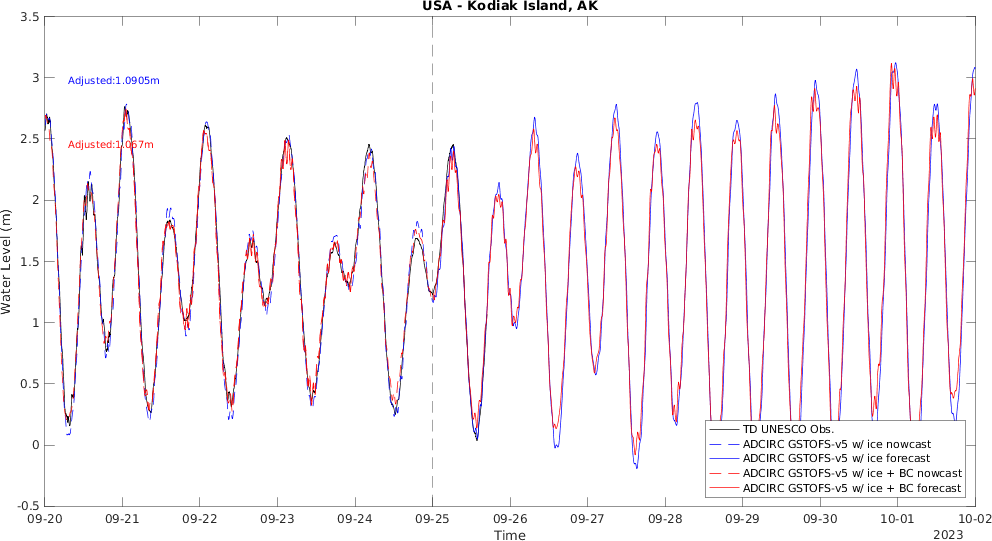 USA - Kodiak Island, AK
3.5
3
2.5
2
1.5
1
0.5
0
-0.5
Water Level (m)
Adjusted:1.0905m
Adjusted:1.067m
TD UNESCO Obs.
ADCIRC GSTOFS-v5 w/ ice nowcast
ADCIRC GSTOFS-v5 w/ ice forecast
ADCIRC GSTOFS-v5 w/ ice + BC nowcast
ADCIRC GSTOFS-v5 w/ ice + BC forecast
09-20 09-21 09-22 09-23 09-24 09-25 09-26 09-27 09-28 09-29 09-30 10-01 10-02
Time
2023